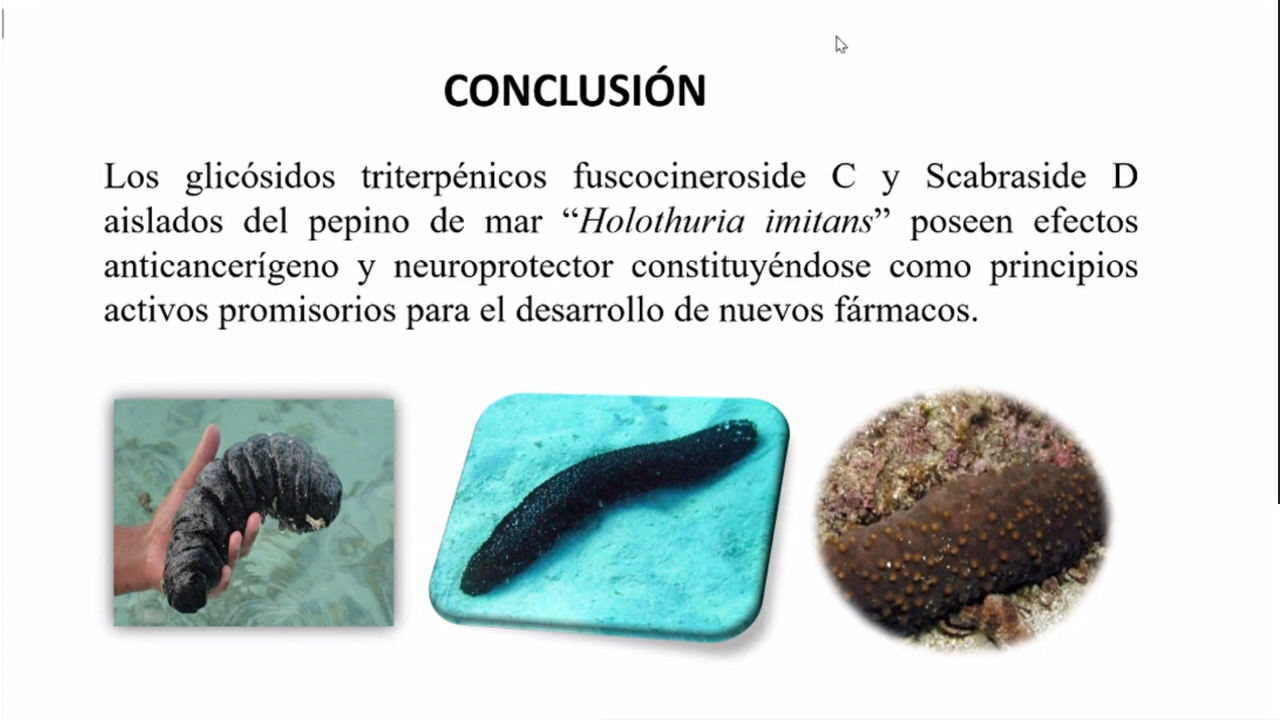 CONCLUSIÓN
Los glicósidos triterpénicos fuscocineroside C y Scabraside D
aislados del pepino de mar “Holothuria imitans” poseen efectos
anticancerígeno y neuroprotector constituyéndose como principios
activos promisorios para el desarrollo de nuevos fármacos.